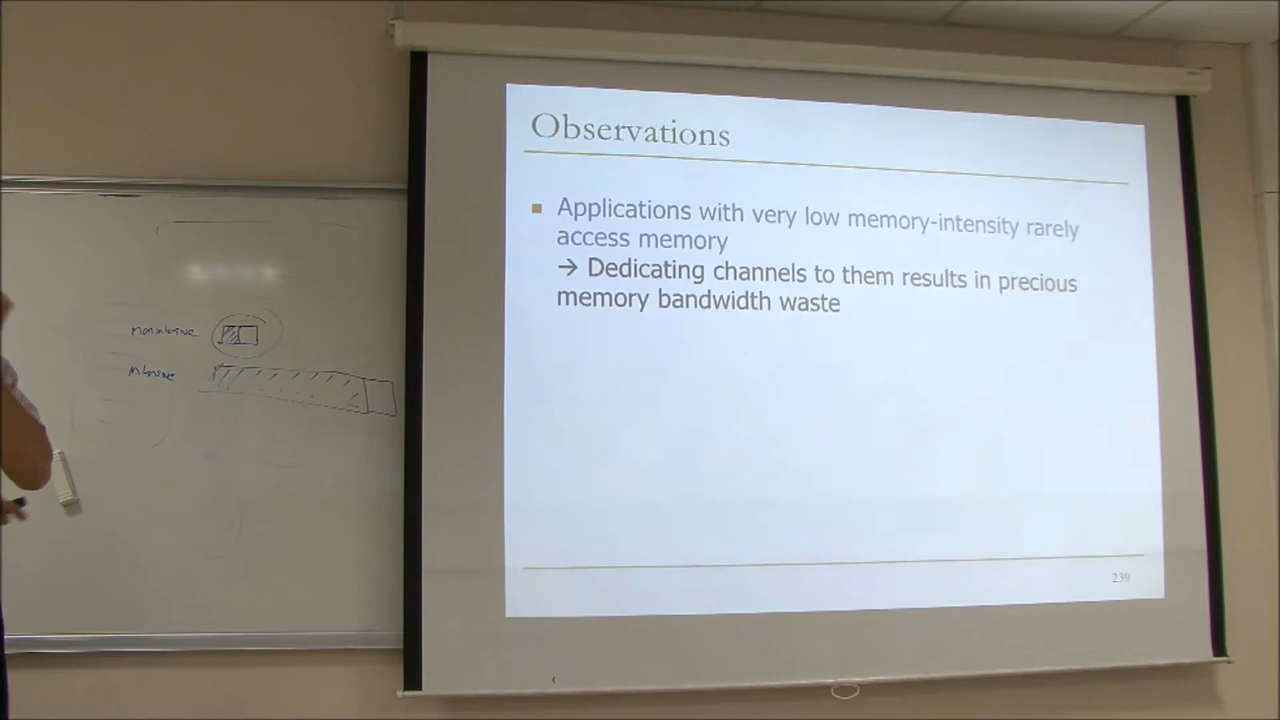 Observations
Applications with very low memory-intensity rarely
access memory
→ Dedicating channels to them results in precious
memory bandwidth waste
239